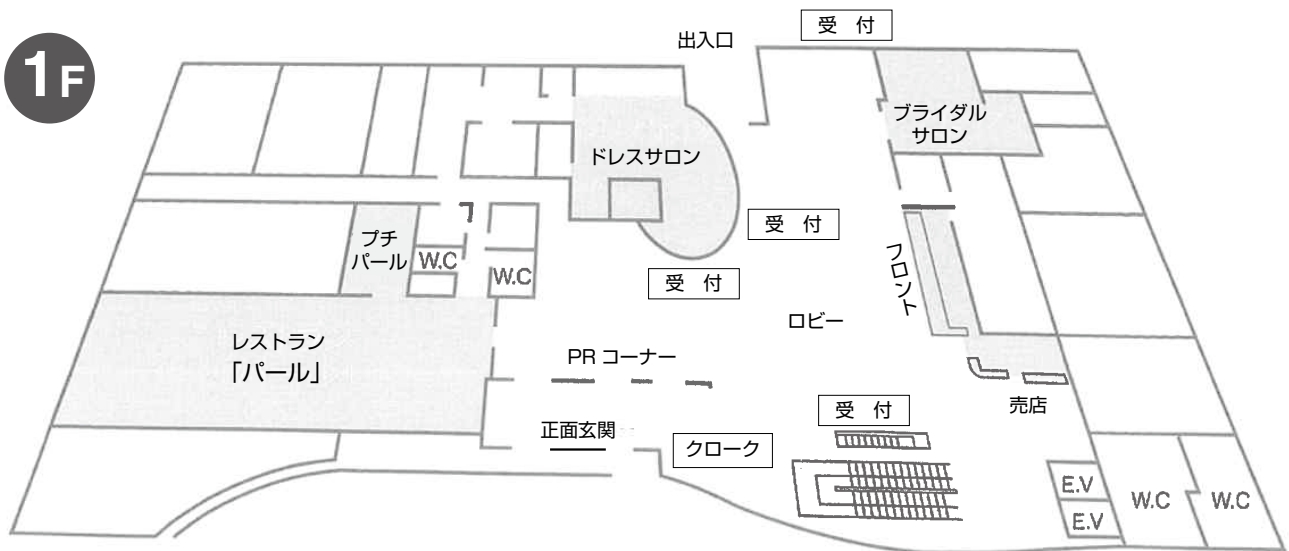 1F
出入口
受 付
ブライダル
サロン
ドレスサロン
受 付
プチ
パール
W.C
W.C
受 付
フロント
ロビー
レストラン
「パール」
PR コーナー
売店
受 付
正面玄関
クローク
E.V
E.V
W.C
W.C